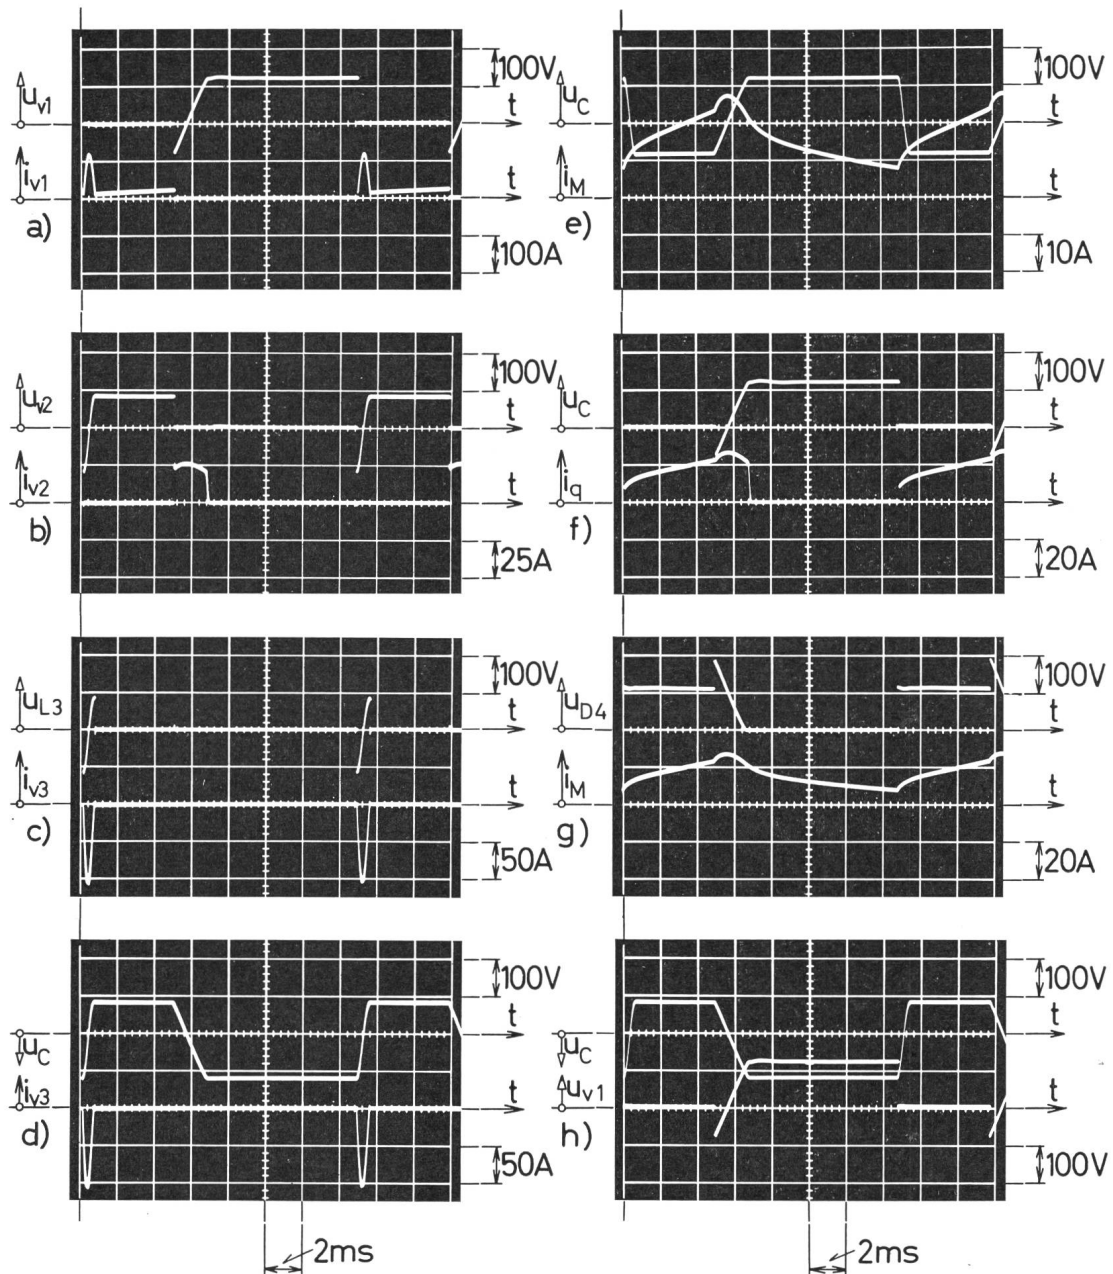 100V
u_v1
t
i_v1
t
a)
100A
100V
u_C
t
i_M
t
e)
10A
100V
u_v2
t
i_v2
t
b)
25A
100V
u_C
t
i_q
t
f)
20A
100V
u_L3
t
i_v3
t
c)
50A
100V
u_D4
t
i_M
t
g)
20A
100V
t
u_C
i_v3
t
d)
50A
100V
t
u_C
u_v1
t
h)
100V
2ms
2ms